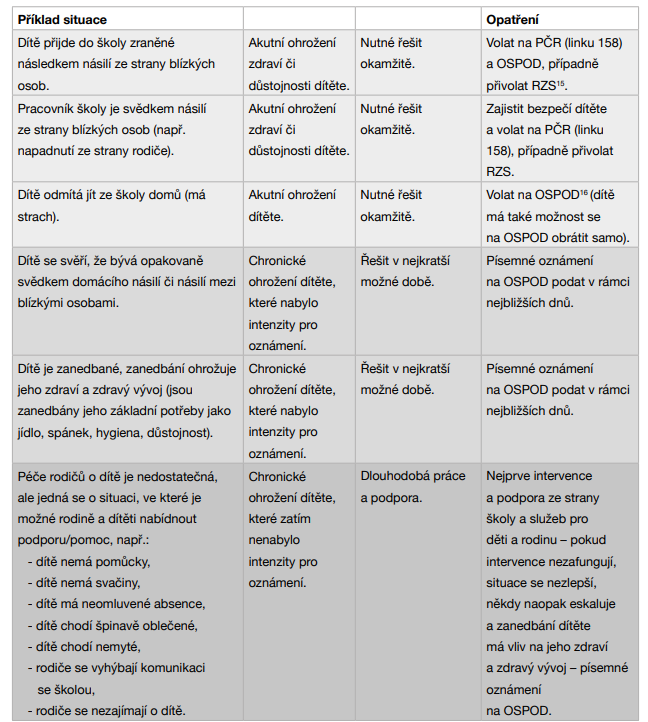 Příklad situace
Opatření
Dítě přijde do školy zraněné
následkem násilí ze strany blízkých
osob.
Akutní ohrožení
zdraví či
důstojnosti dítěte.
Nutné řešit
okamžitě.
Volat na PČR (linku 158)
a OSPOD, případně
přivolat RZS¹⁵.
Pracovník školy je svědkem násilí
ze strany blízkých osob (např.
napadnutí ze strany rodiče).
Akutní ohrožení
zdraví či
důstojnosti dítěte.
Nutné řešit
okamžitě.
Zajistit bezpečí dítěte
a volat na PČR (linku
158), případně přivolat
RZS.
Dítě odmítá jít ze školy domů (má
strach).
Akutní ohrožení
dítěte.
Nutné řešit
okamžitě.
Volat na OSPOD¹⁶ (dítě
má také možnost se
na OSPOD obrátit samo).
Dítě se svěří, že bývá opakovaně
svědkem domácího násilí či násilí mezi
blízkými osobami.
Chronické
ohrožení dítěte,
které nabylo
intenzity pro
oznámení.
Řešit v nejkratší
možné době.
Písemné oznámení
na OSPOD podat v rámci
nejbližších dnů.
Dítě je zanedbané, zanedbání ohrožuje
jeho zdraví a zdravý vývoj (jsou
zanedbány jeho základní potřeby jako
jídlo, spánek, hygiena, důstojnost).
Chronické
ohrožení dítěte,
které nabylo
intenzity pro
oznámení.
Řešit v nejkratší
možné době.
Písemné oznámení
na OSPOD podat v rámci
nejbližších dnů.
Péče rodičů o dítě je nedostatečná,
ale jedná se o situaci, ve které je
možné rodině a dítěti nabídnout
podporu/pomoc, např.:
- dítě nemá pomůcky,
- dítě nemá svačiny,
- dítě má neomluvené absence,
- dítě chodí špinavě oblečené,
- dítě chodí nemyté,
- rodiče se vyhýbají komunikaci
se školou,
- rodiče se nezajímají o dítě.
Chronické
ohrožení dítěte,
které zatím
nenabylo
intenzity pro
oznámení.
Dlouhodobá práce
a podpora.
Nejprve intervence
a podpora ze strany
školy a služeb pro
děti a rodinu – pokud
intervence nezafungují,
situace se nezlepší,
někdy naopak eskaluje
a zanedbání dítěte
má vliv na jeho zdraví
a zdravý vývoj – písemné
oznámení
na OSPOD.